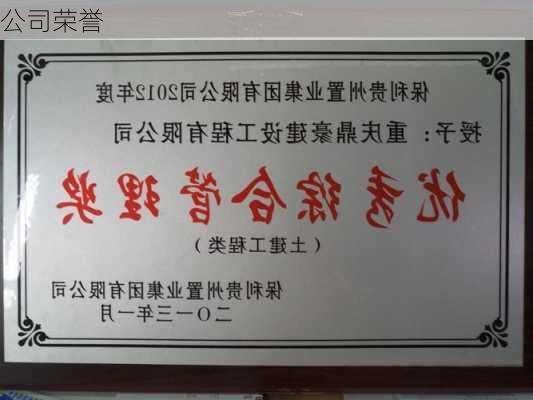 公司荣誉
保利贵州置业集团有限公司2012年度
授予：重庆鼎豪建设工程有限公司
优秀综合管理奖
（土建工程类）
保利贵州置业集团有限公司
二〇一三年一月